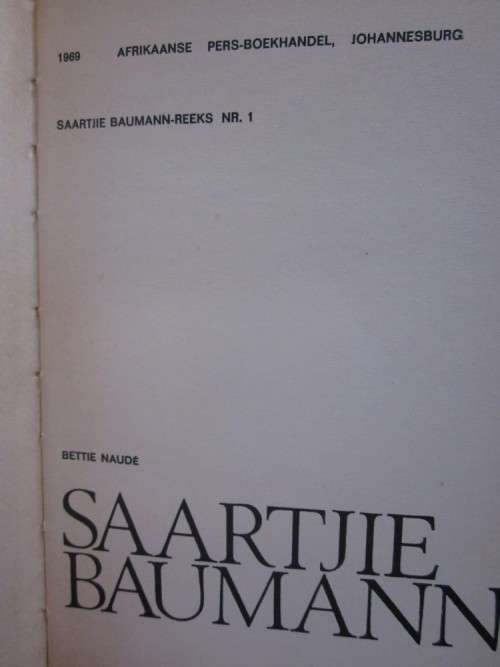 1969 AFRIKAANSE PERS-BOEKHANDEL, JOHANNESBURG
SAARTJIE BAUMANN-REEKS NR. 1
BETTIE NAUDÉ
SAARTJIE
BAUMANN